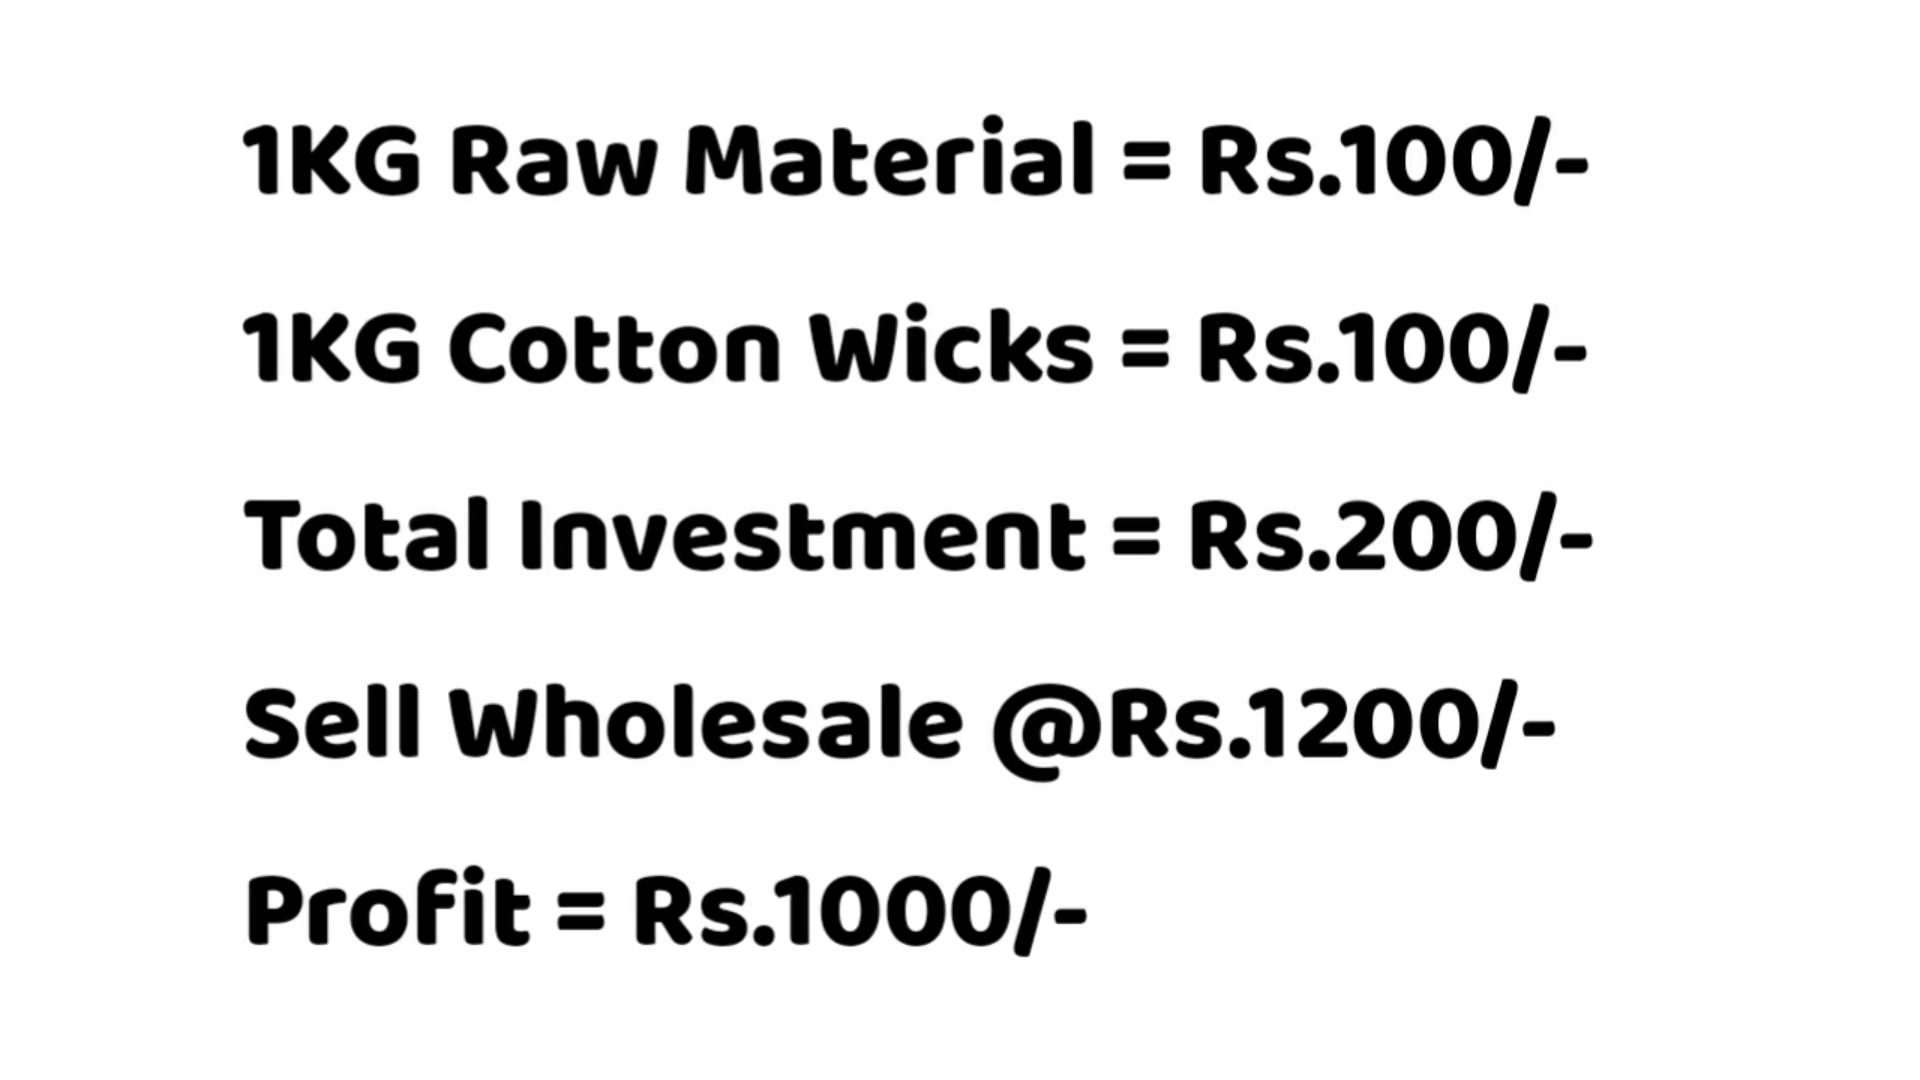 1KG Raw Material = Rs.100/-
1KG Cotton Wicks = Rs.100/-
Total Investment = Rs.200/-
Sell Wholesale @Rs.1200/-
Profit = Rs.1000/-